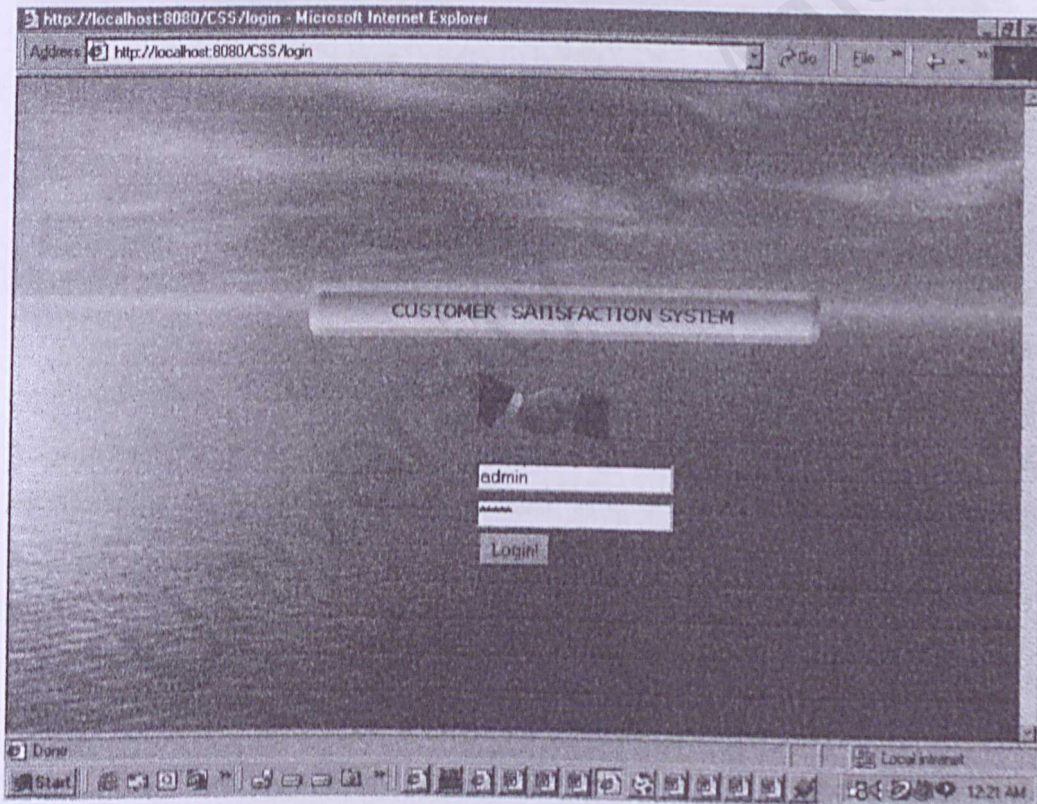 http://localhost:8080/CSS/login - Microsoft Internet Explorer
Address http://localhost:8080/CSS/login Go File
CUSTOMER SATISFACTION SYSTEM
admin
*****
Login!
Done Local intranet
Start 12:21 AM